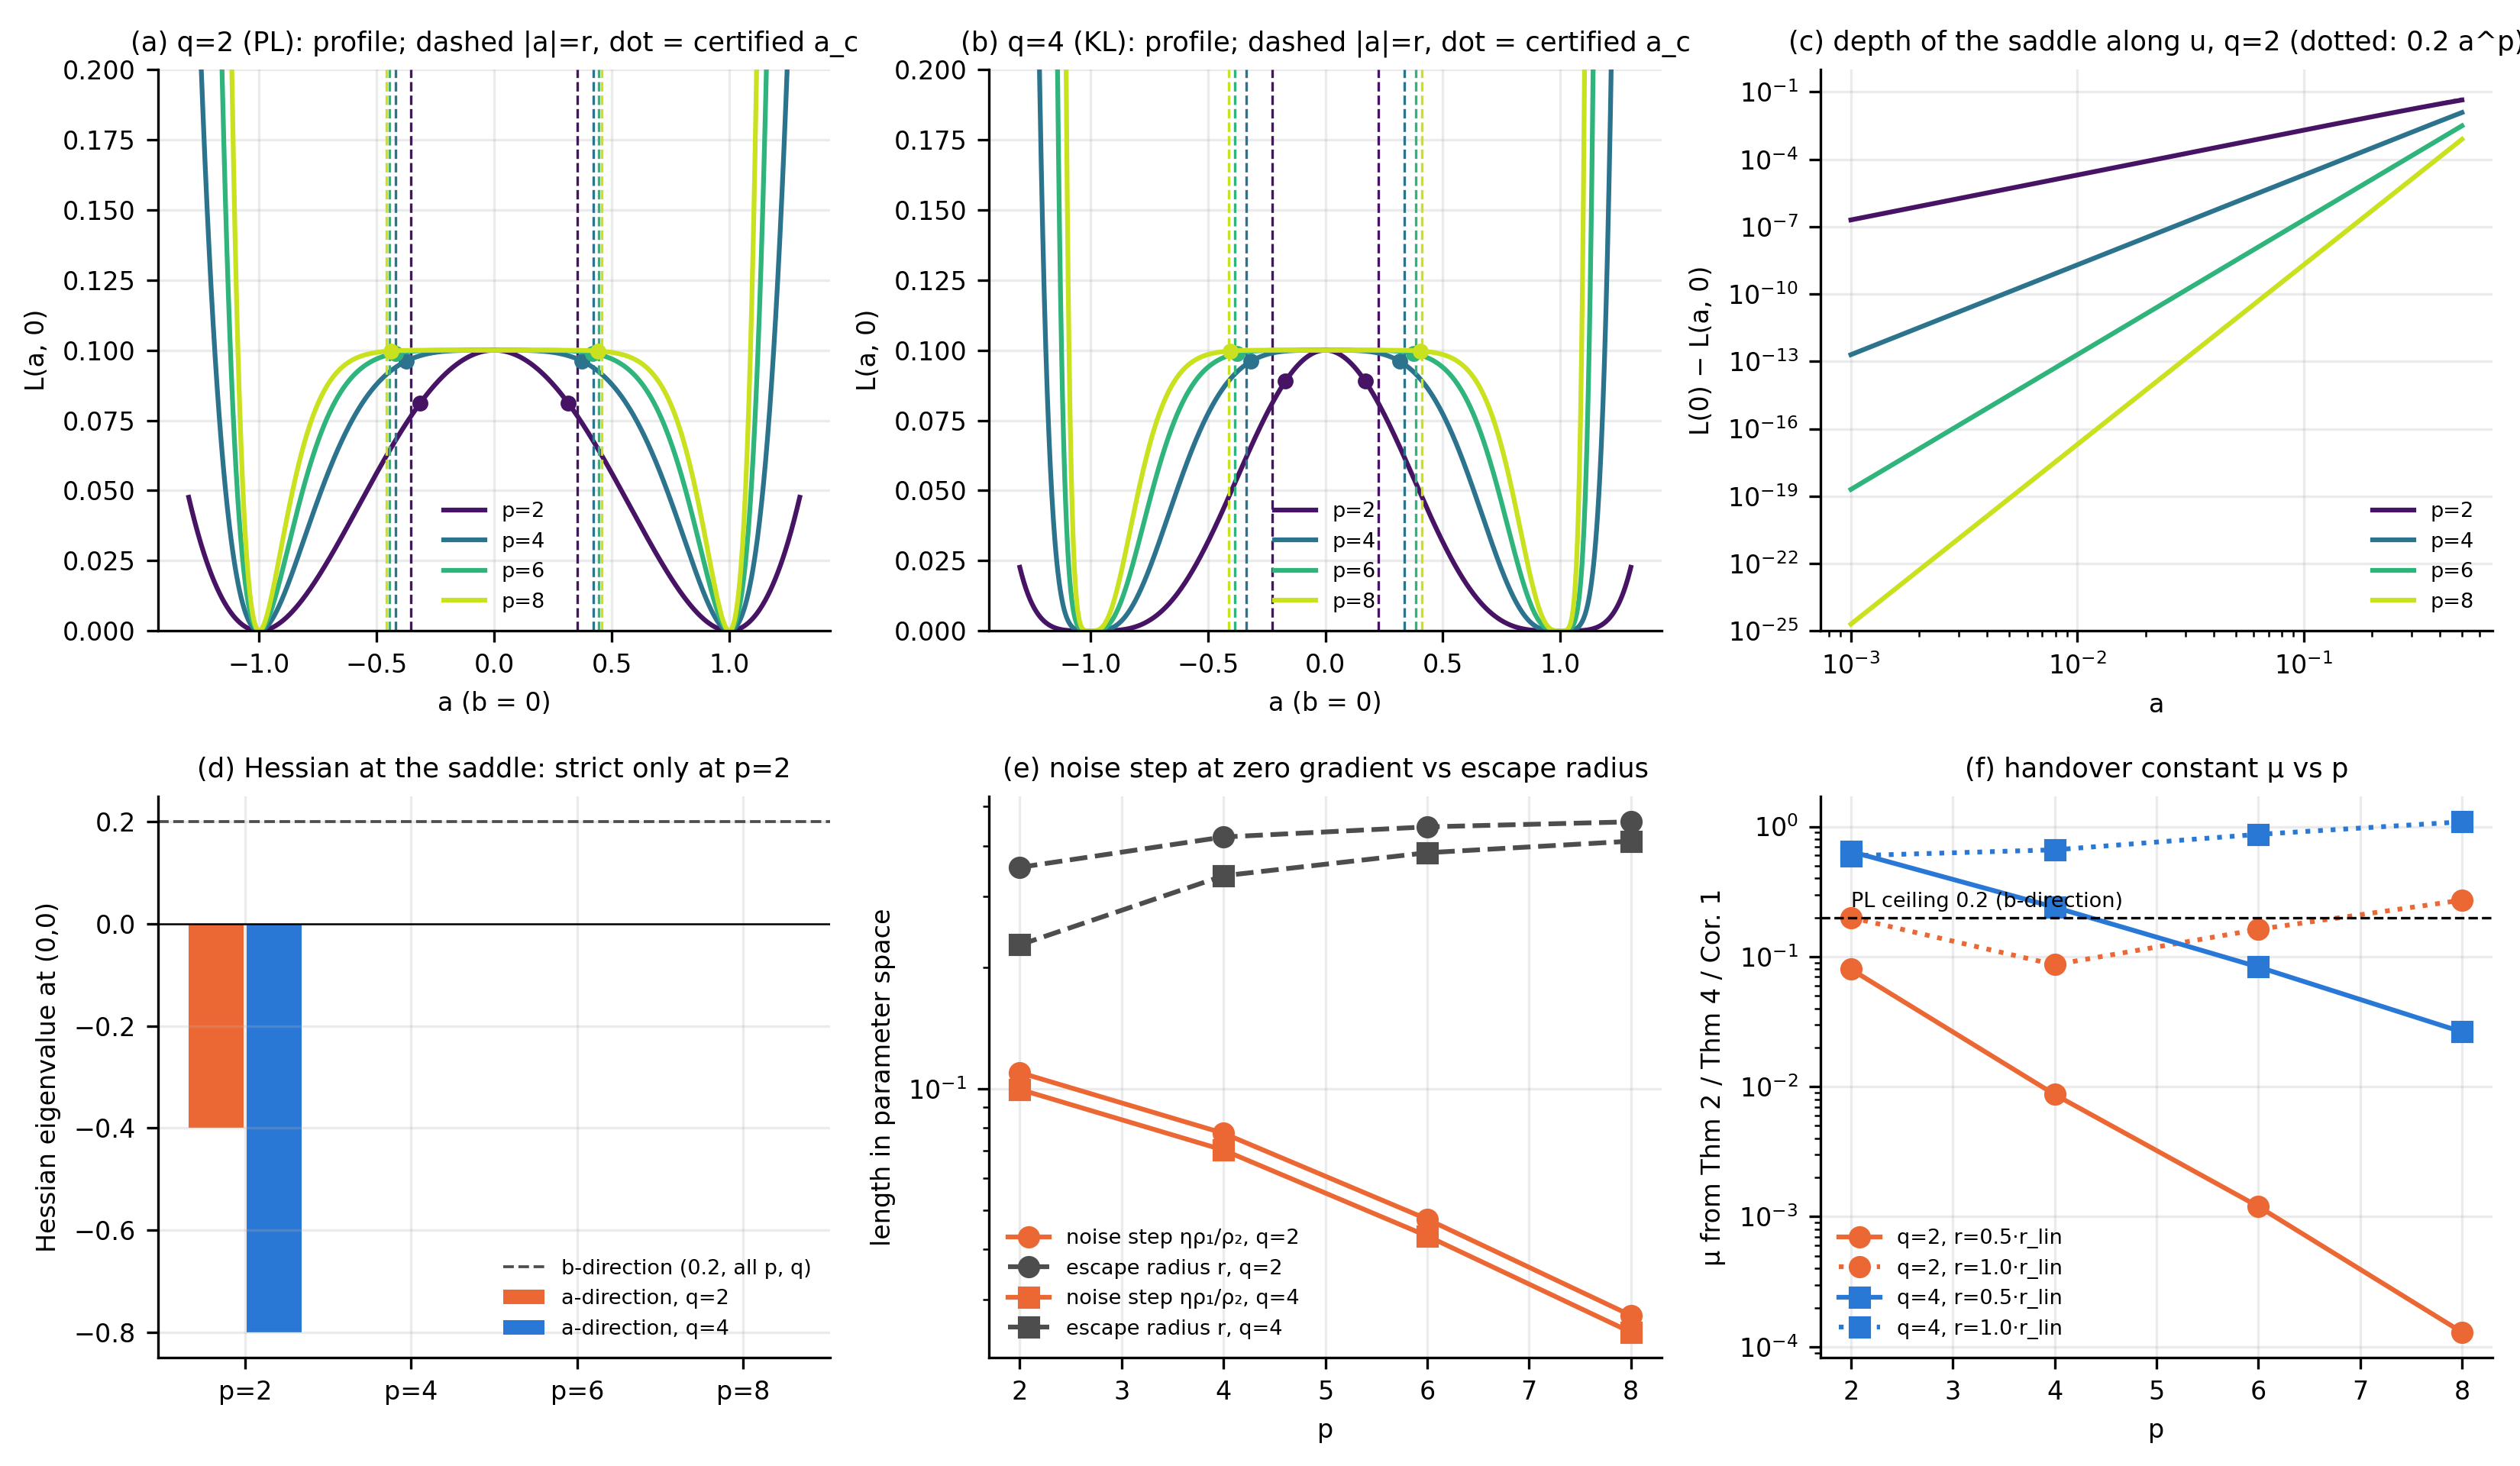 (a) q=2 (PL): profile; dashed |a|=r, dot = certified a_c
L(a, 0)
0.200
0.175
0.150
0.125
0.100
0.075
0.050
0.025
0.000
p=2
p=4
p=6
p=8
−1.0 −0.5 0.0 0.5 1.0
a (b = 0)
(b) q=4 (KL): profile; dashed |a|=r, dot = certified a_c
L(a, 0)
0.200
0.175
0.150
0.125
0.100
0.075
0.050
0.025
0.000
p=2
p=4
p=6
p=8
−1.0 −0.5 0.0 0.5 1.0
a (b = 0)
(c) depth of the saddle along u, q=2 (dotted: 0.2 a^p)
L(0) − L(a, 0)
10⁻¹
10⁻⁴
10⁻⁷
10⁻¹⁰
10⁻¹³
10⁻¹⁶
10⁻¹⁹
10⁻²²
10⁻²⁵
p=2
p=4
p=6
p=8
10⁻³ 10⁻² 10⁻¹
a
(d) Hessian at the saddle: strict only at p=2
Hessian eigenvalue at (0,0)
0.2
0.0
−0.2
−0.4
−0.6
−0.8
b-direction (0.2, all p, q)
a-direction, q=2
a-direction, q=4
p=2 p=4 p=6 p=8
(e) noise step at zero gradient vs escape radius
length in parameter space
10⁻¹
noise step ηρ₁/ρ₂, q=2
escape radius r, q=2
noise step ηρ₁/ρ₂, q=4
escape radius r, q=4
2 3 4 5 6 7 8
p
(f) handover constant μ vs p
μ from Thm 2 / Thm 4 / Cor. 1
10⁰
10⁻¹
10⁻²
10⁻³
10⁻⁴
PL ceiling 0.2 (b-direction)
q=2, r=0.5·r_lin
q=2, r=1.0·r_lin
q=4, r=0.5·r_lin
q=4, r=1.0·r_lin
2 3 4 5 6 7 8
p